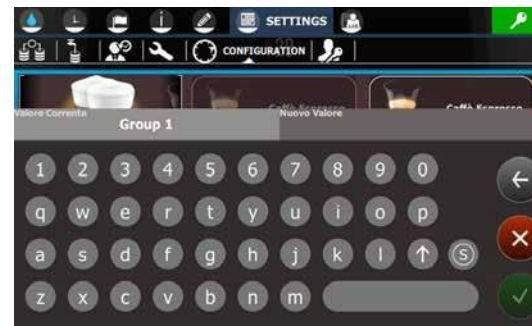 SETTINGS
CONFIGURATION
Caffè Espresso
Caffè Espresso
Valore Corrente
Nuovo Valore
Group 1
1 2 3 4 5 6 7 8 9 0
q w e r t y u i o p
a s d f g h j k l ↑ S
z x c v b n m